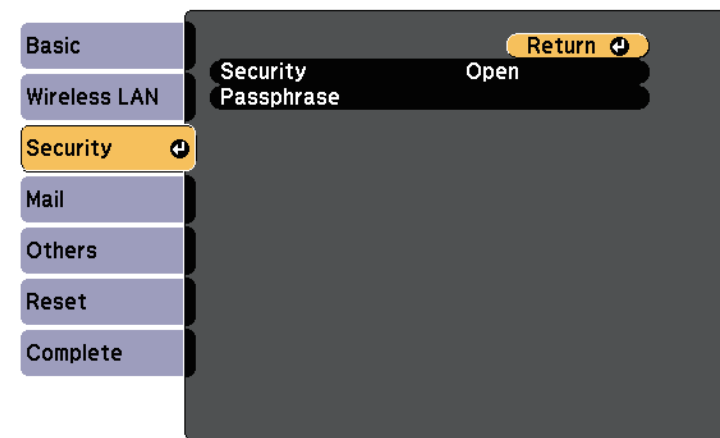 Basic
Wireless LAN
Security
Mail
Others
Reset
Complete
Return
Security Open
Passphrase